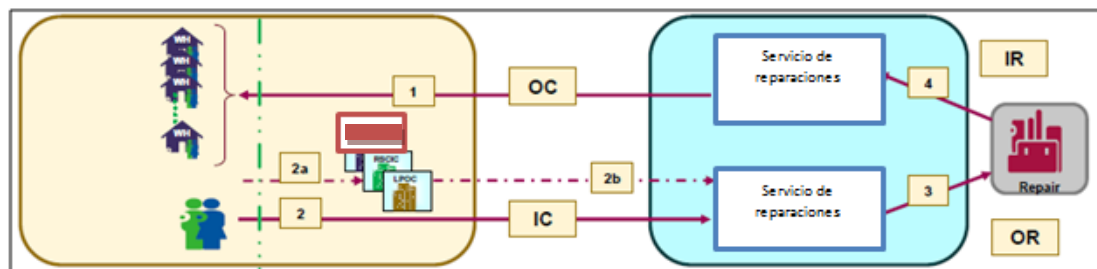 WH
WH
WH
WH
1
OC
Servicio de
reparaciones
4
IR
Repair
2a
RSCIC
LPOC
2b
2
IC
Servicio de
reparaciones
3
OR